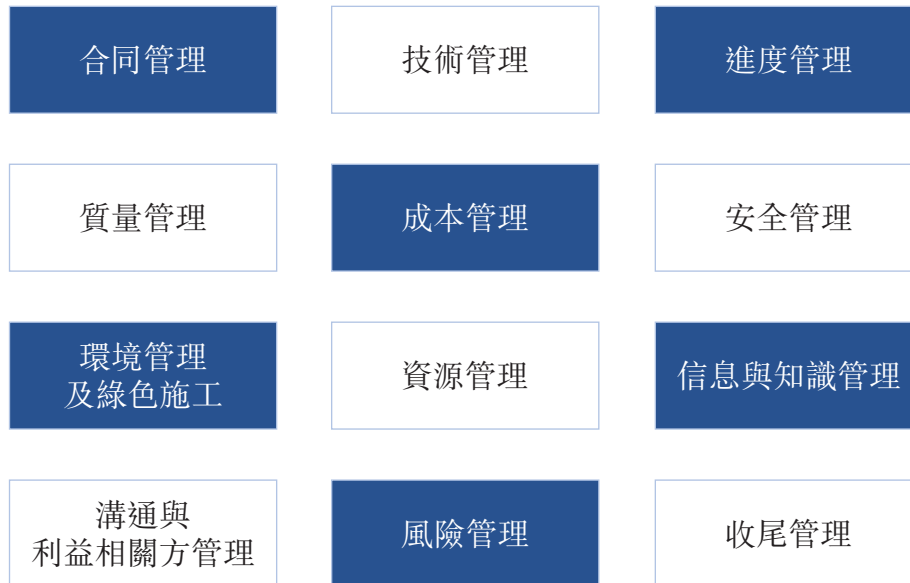 合同管理
技術管理
進度管理
質量管理
成本管理
安全管理
環境管理
及綠色施工
資源管理
信息與知識管理
溝通與
利益相關方管理
風險管理
收尾管理